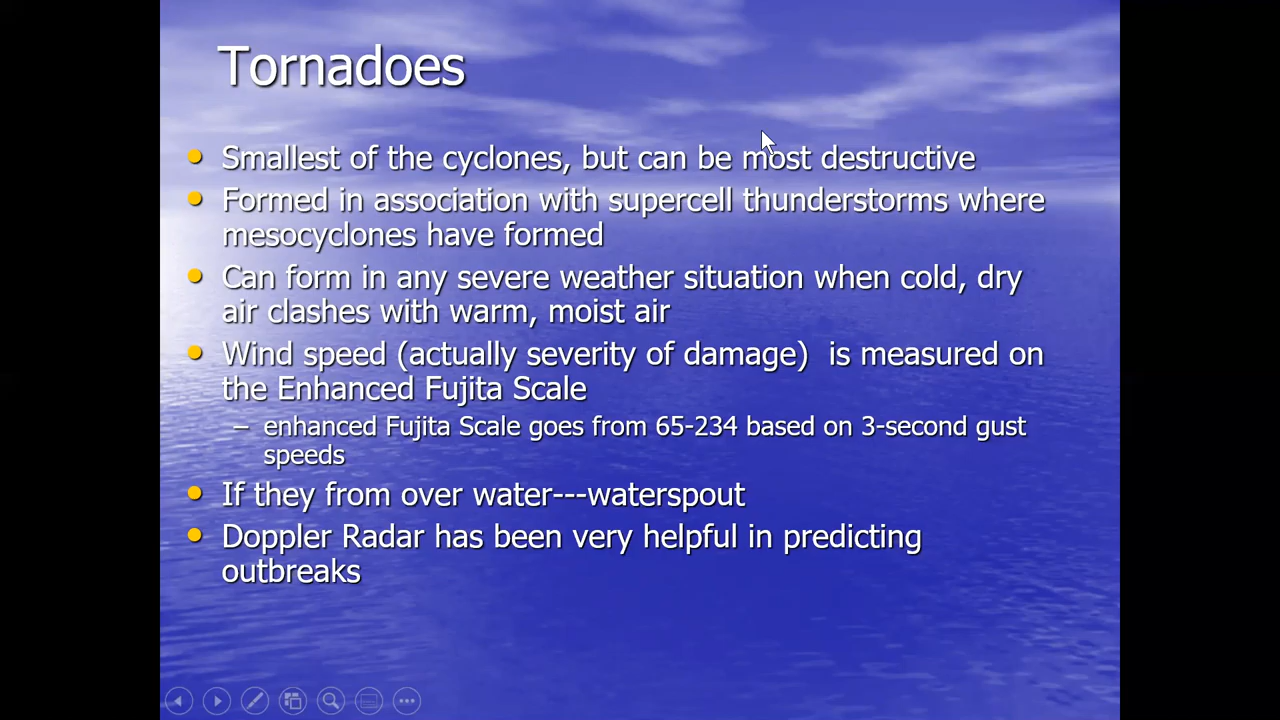 Tornadoes
Smallest of the cyclones, but can be most destructive
Formed in association with supercell thunderstorms where
mesocyclones have formed
Can form in any severe weather situation when cold, dry
air clashes with warm, moist air
Wind speed (actually severity of damage)  is measured on
the Enhanced Fujita Scale
– enhanced Fujita Scale goes from 65-234 based on 3-second gust
speeds
If they from over water---waterspout
Doppler Radar has been very helpful in predicting
outbreaks